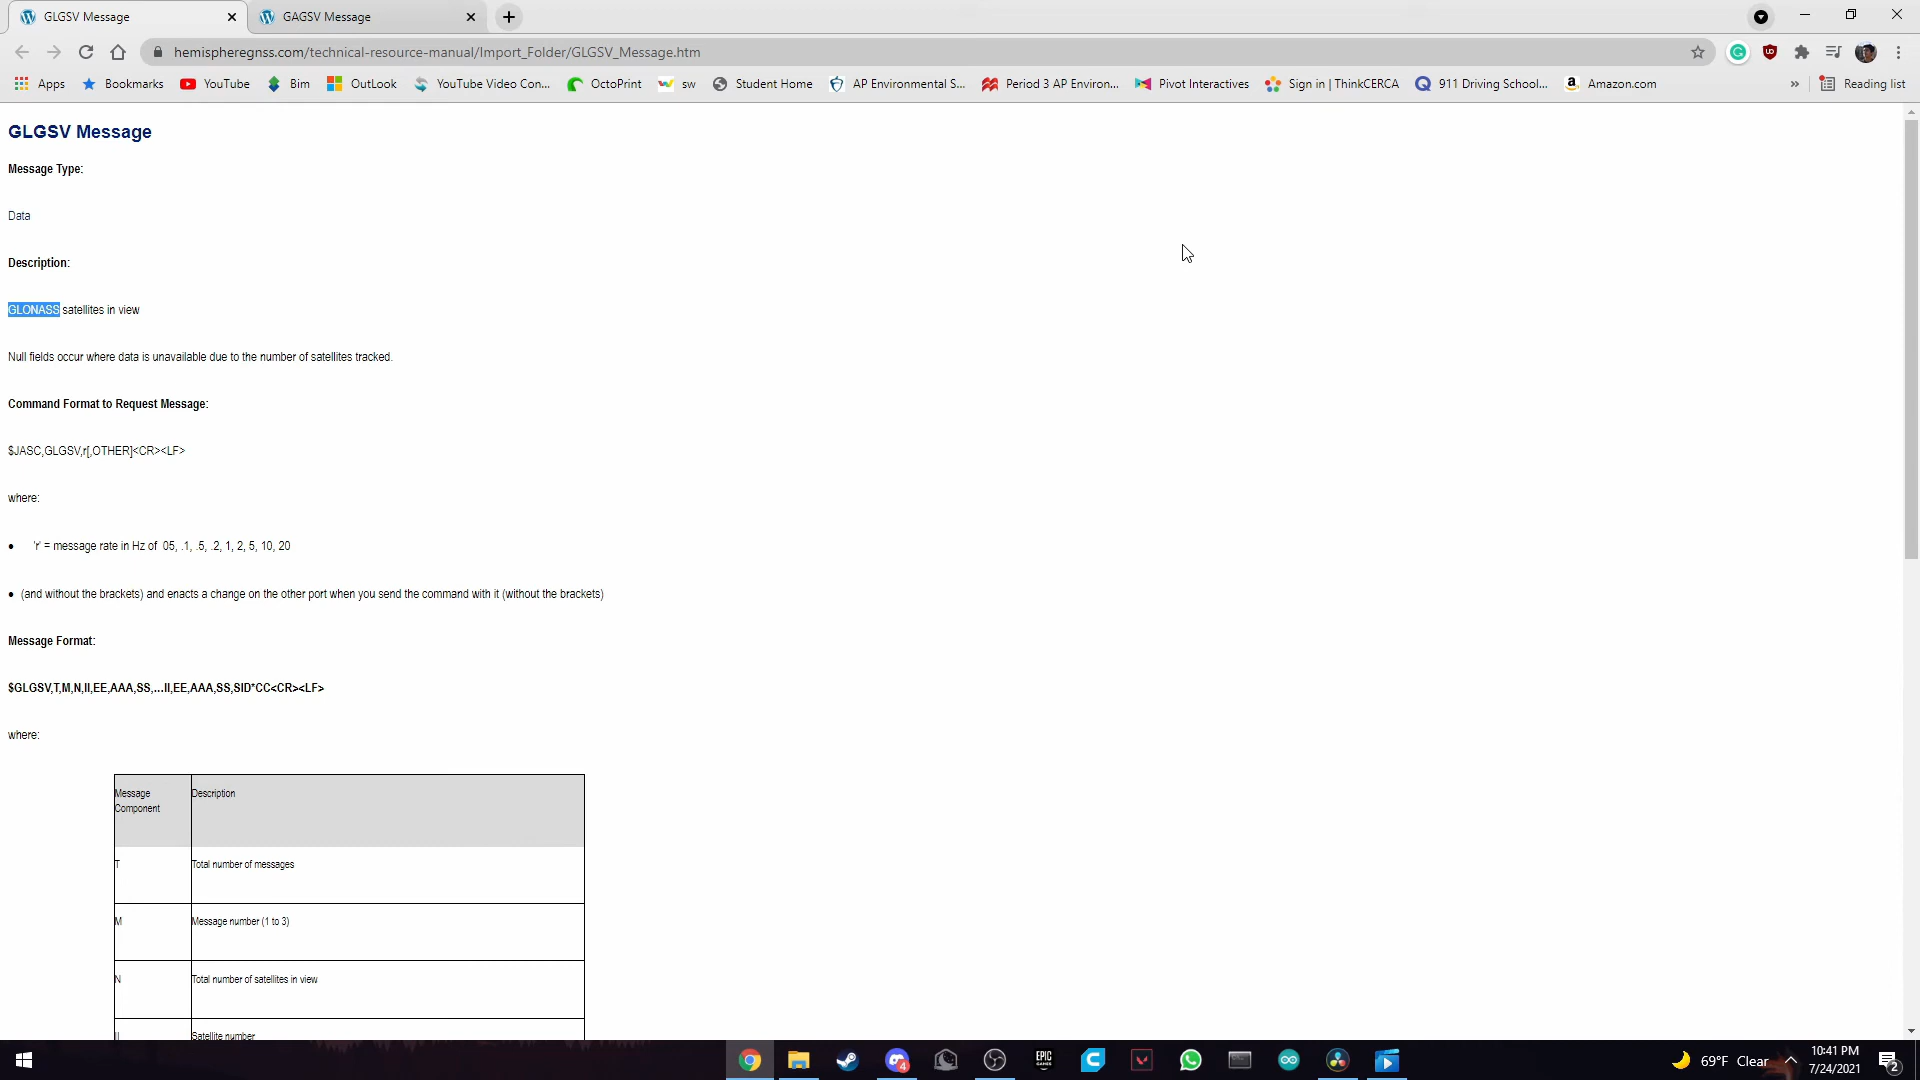 GLGSV Message
GAGSV Message
hemispheregnss.com/technical-resource-manual/Import_Folder/GLGSV_Message.htm
Apps
Bookmarks
YouTube
Bim
OutLook
YouTube Video Con...
OctoPrint
sw
Student Home
AP Environmental S...
Period 3 AP Environ...
Pivot Interactives
Sign in | ThinkCERCA
911 Driving School...
Amazon.com
»
Reading list
GLGSV Message
Message Type:
Data
Description:
GLONASS satellites in view
Null fields occur where data is unavailable due to the number of satellites tracked.
Command Format to Request Message:
$JASC,GLGSV,r[,OTHER]<CR><LF>
where:
• 'r' = message rate in Hz of 05, .1, .5, .2, 1, 2, 5, 10, 20
• (and without the brackets) and enacts a change on the other port when you send the command with it (without the brackets)
Message Format:
$GLGSV,T,M,N,II,EE,AAA,SS,...II,EE,AAA,SS,SID*CC<CR><LF>
where:
Message Component
Description
T
Total number of messages
M
Message number (1 to 3)
N
Total number of satellites in view
II
Satellite number
EPIC
GAMES
4
69°F Clear
10:41 PM
7/24/2021
2